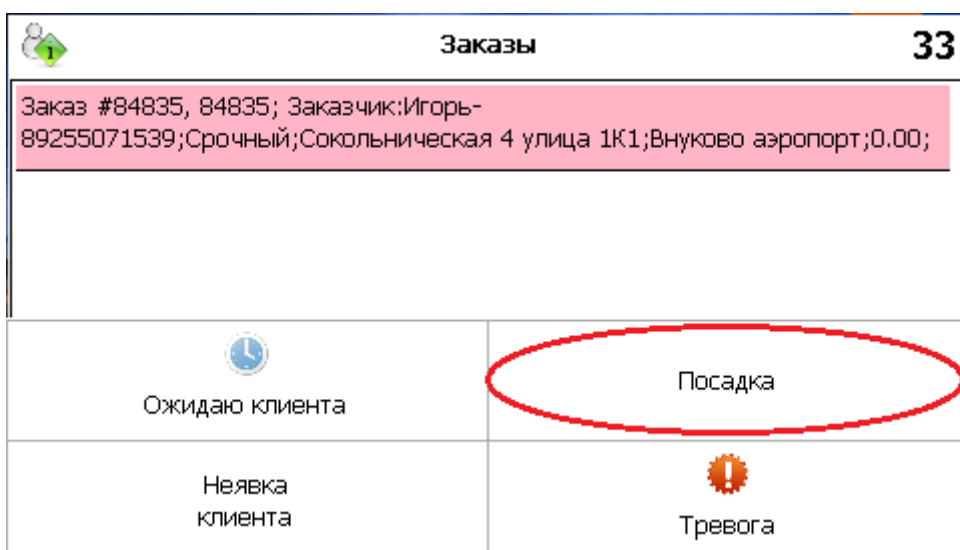 1
Заказы
33
Заказ #84835, 84835; Заказчик:Игорь-
89255071539;Срочный;Сокольническая 4 улица 1К1;Внуково аэропорт;0.00;
Ожидаю клиента
Посадка
Неявка
клиента
Тревога